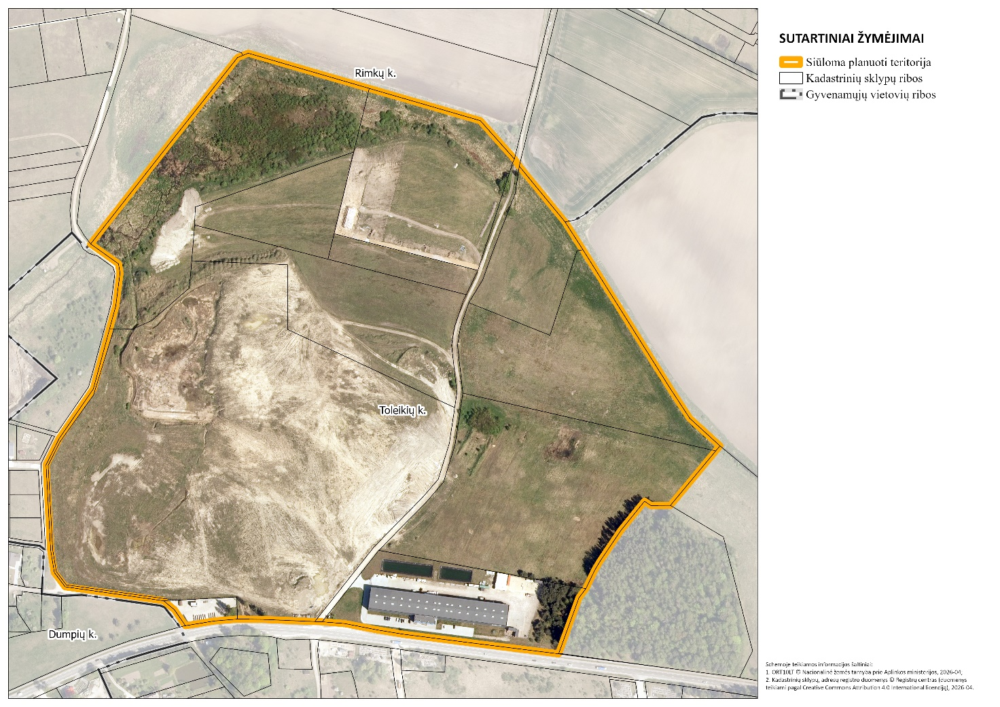 SUTARTINIAI ŽYMĖJIMAI
Siūloma planuoti teritorija
Kadastrinių sklypų ribos
Gyvenamųjų vietovių ribos
Rimkų k.
Toleikių k.
Dumpių k.
Schemoje teikiamos informacijos šaltiniai:
1. ORT10LT © Nacionalinė žemės tarnyba prie Aplinkos ministerijos, 2026-04;
2. Kadastrinių sklypų, adresų registro duomenys © Registrų centras (duomenys
teikiami pagal Creative Commons Attribution 4.0 International licenciją), 2026-04.